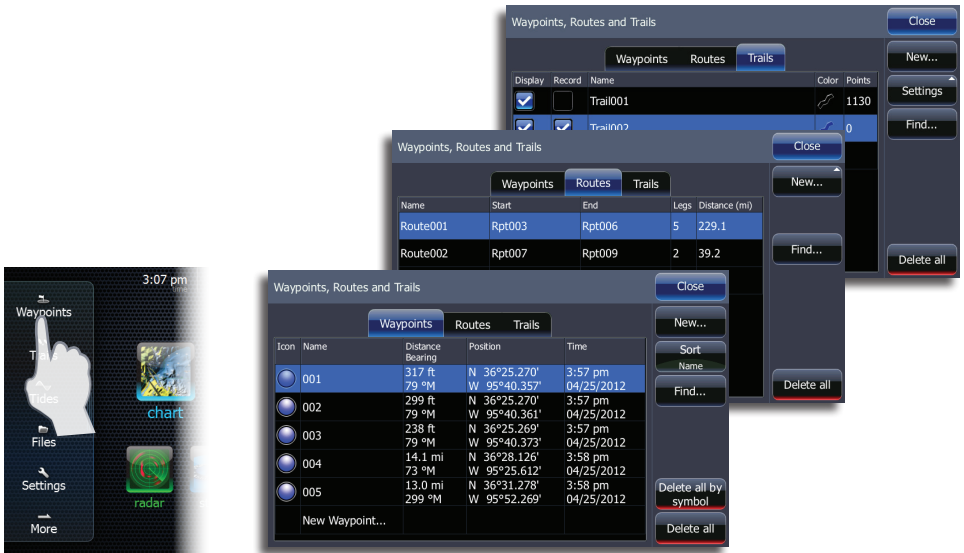 Waypoints, Routes and Trails
Close
Waypoints Routes Trails
New...
Display Record Name Color Points
Trail001 1130
Settings
Trail002 0
Find...
Delete all
Waypoints, Routes and Trails
Close
Waypoints Routes Trails
New...
Name Start End Legs Distance (mi)
Route001 Rpt003 Rpt006 5 229.1
Route002 Rpt007 Rpt009 2 39.2
Find...
Delete all
Waypoints, Routes and Trails
Close
Waypoints Routes Trails
New...
Icon Name Distance Position Time
Bearing
Sort
Name
001 317 ft N 36°25.270' 3:57 pm
79 °M W 95°40.357' 04/25/2012
Find...
002 299 ft N 36°25.270' 3:57 pm
79 °M W 95°40.361' 04/25/2012
003 238 ft N 36°25.269' 3:57 pm
79 °M W 95°40.373' 04/25/2012
004 14.1 mi N 36°28.126' 3:58 pm
73 °M W 95°25.612' 04/25/2012
005 13.0 mi N 36°31.278' 3:58 pm
299 °M W 95°52.269' 04/25/2012
Delete all by
symbol
New Waypoint...
Delete all
3:07 pm
Waypoints
Tides
chart
Files
Settings
radar
More